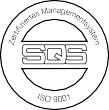 Zertifiziertes Managementsystem
SQS
ISO 9001